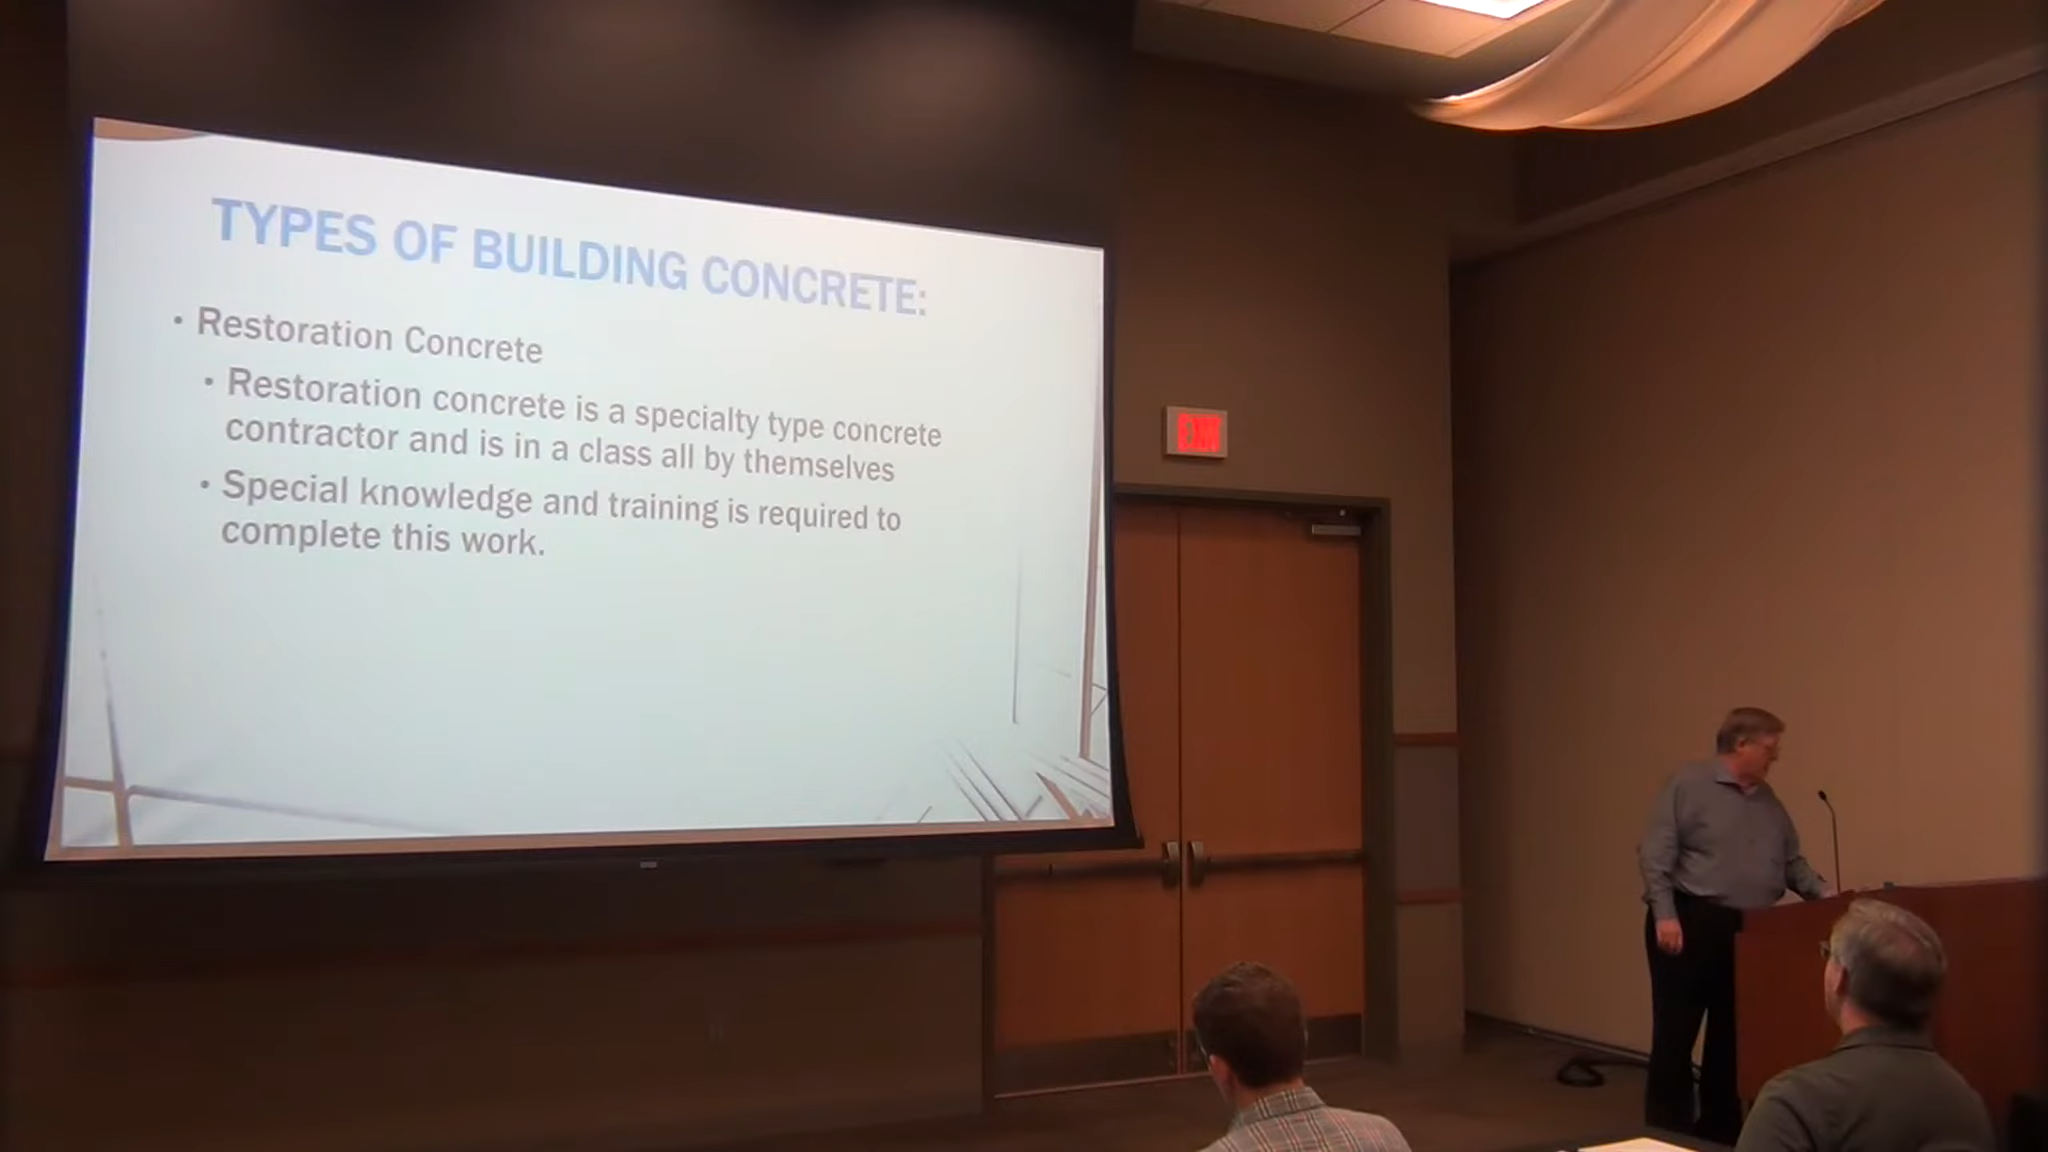 TYPES OF BUILDING CONCRETE:
• Restoration Concrete
• Restoration concrete is a specialty type concrete
contractor and is in a class all by themselves
• Special knowledge and training is required to
complete this work.
EXIT